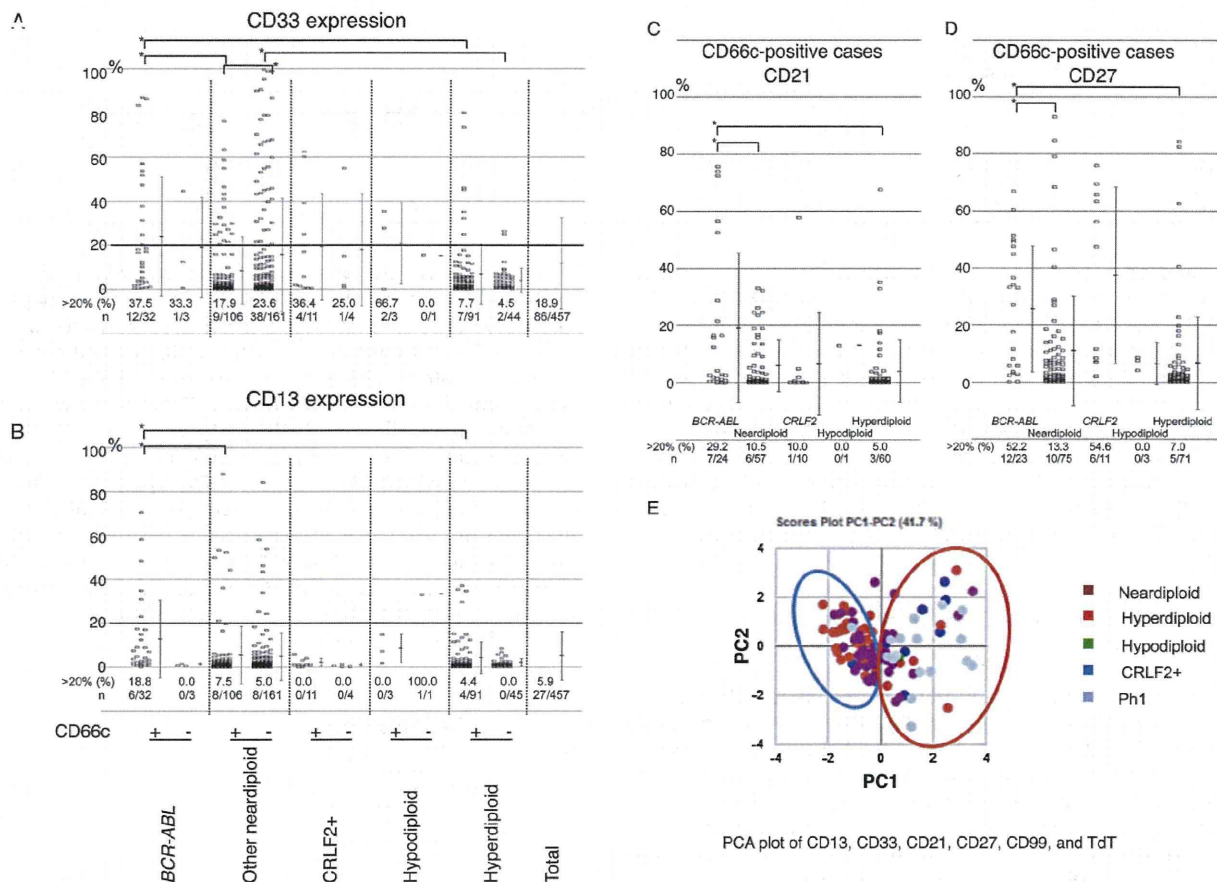 A
CD33 expression
%
100
80
60
40
20
0
* * * *
>20% (%) 37.5 33.3 17.9 23.6 36.4 25.0 66.7 0.0 7.7 4.5 18.9
n 12/32 1/3 9/106 38/161 4/11 1/4 2/3 0/1 7/91 2/44 86/457
B
CD13 expression
%
100
80
60
40
20
0
* *
>20% (%) 18.8 0.0 7.5 5.0 0.0 0.0 0.0 100.0 4.4 0.0 5.9
n 6/32 0/3 8/106 8/161 0/11 0/4 0/3 1/1 4/91 0/45 27/457
CD66c + - + - + - + - + -
BCR-ABL
Other neardiploid
CRLF2+
Hypodiploid
Hyperdiploid
Total
C
CD66c-positive cases
CD21
%
100
80
60
40
20
0
* *
BCR-ABL CRLF2 Hyperdiploid
Neardiploid Hypodiploid
>20% (%) 29.2 10.5 10.0 0.0 5.0
n 7/24 6/57 1/10 0/1 3/60
D
CD66c-positive cases
CD27
%
100
80
60
40
20
0
* *
BCR-ABL CRLF2 Hyperdiploid
Neardiploid Hypodiploid
>20% (%) 52.2 13.3 54.6 0.0 7.0
n 12/23 10/75 6/11 0/3 5/71
E
Scores Plot PC1-PC2 (41.7 %)
4
2
0
-2
-4
PC2
-4 -2 0 2 4
PC1
Neardiploid
Hyperdiploid
Hypodiploid
CRLF2+
Ph1
PCA plot of CD13, CD33, CD21, CD27, CD99, and TdT